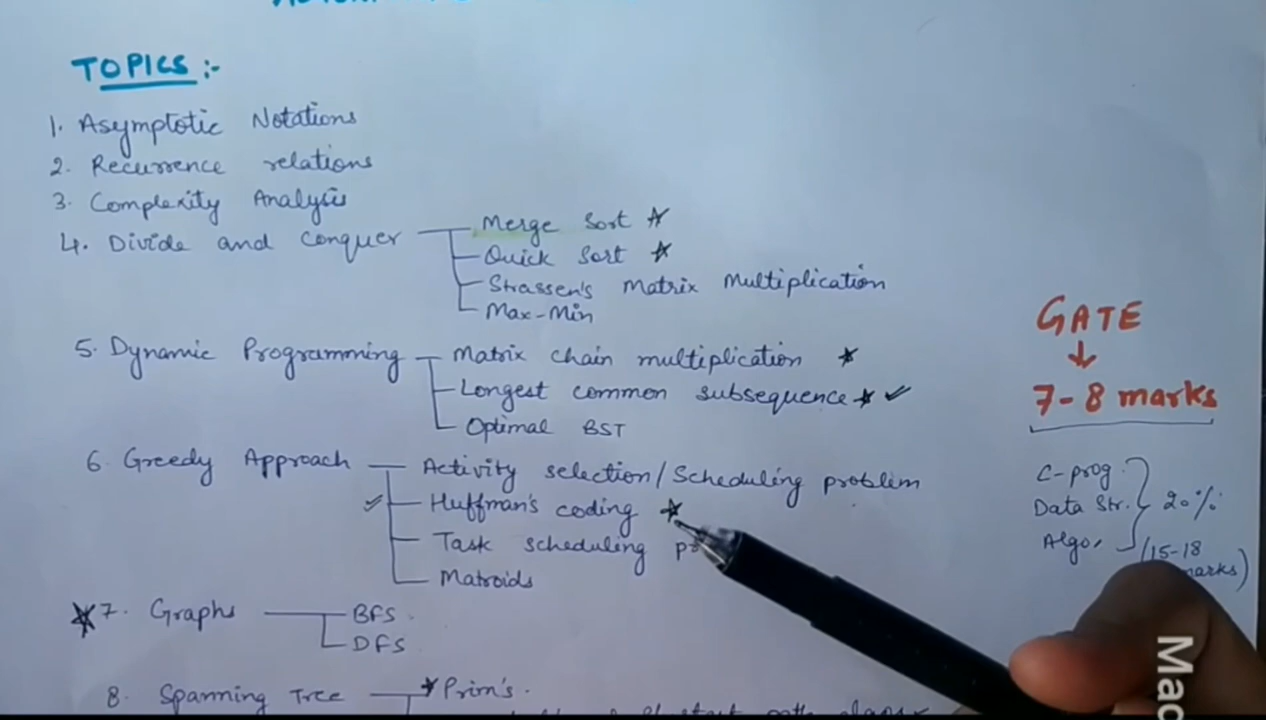 TOPICS :-
1. Asymptotic Notations
2. Recurrence relations
3. Complexity Analysis
4. Divide and Conquer
Merge Sort
Quick Sort
Strassen's Matrix Multiplication
Max-Min
5. Dynamic Programming
Matrix chain multiplication
Longest common subsequence
Optimal BST
6. Greedy Approach
Activity selection/Scheduling problem
Huffman's coding
Task scheduling
Matroids
7. Graphs
BFS
DFS
8. Spanning Tree
Prim's.
GATE
7-8 marks
C-prog.
Data Str.
Algo.
20%
(15-18
marks)